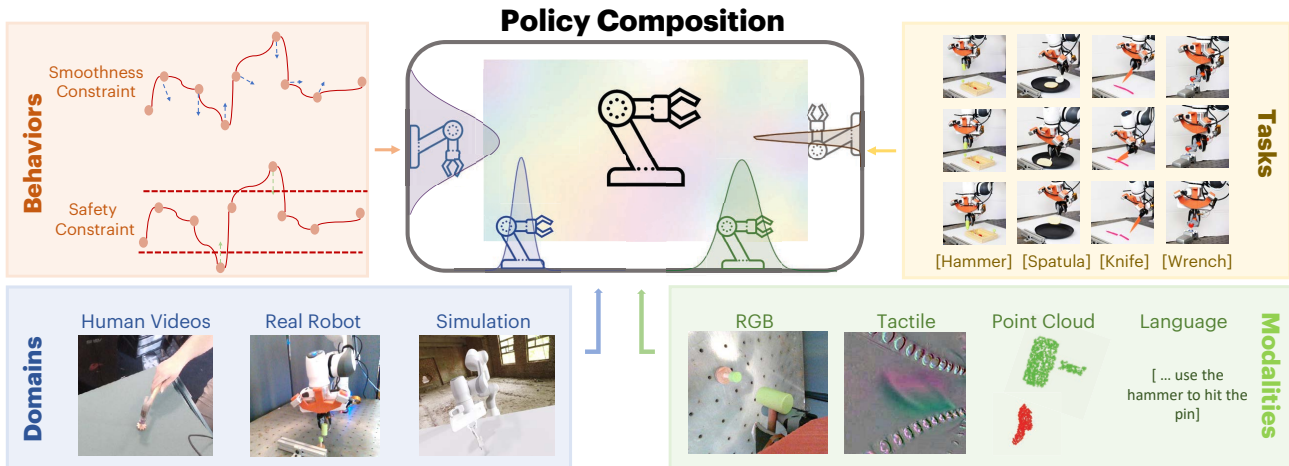 Policy Composition
Behaviors
Smoothness
Constraint
Safety
Constraint
Tasks
[Hammer] [Spatula] [Knife] [Wrench]
Domains
Human Videos
Real Robot
Simulation
RGB
Tactile
Point Cloud
Language
[ ... use the
hammer to hit the
pin]
Modalities